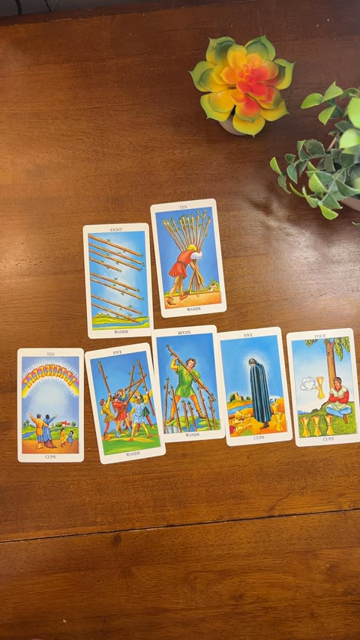 TEN
WANDS
EIGHT
WANDS
TEN
CUPS
FIVE
WANDS
SEVEN
WANDS
FIVE
CUPS
FOUR
CUPS